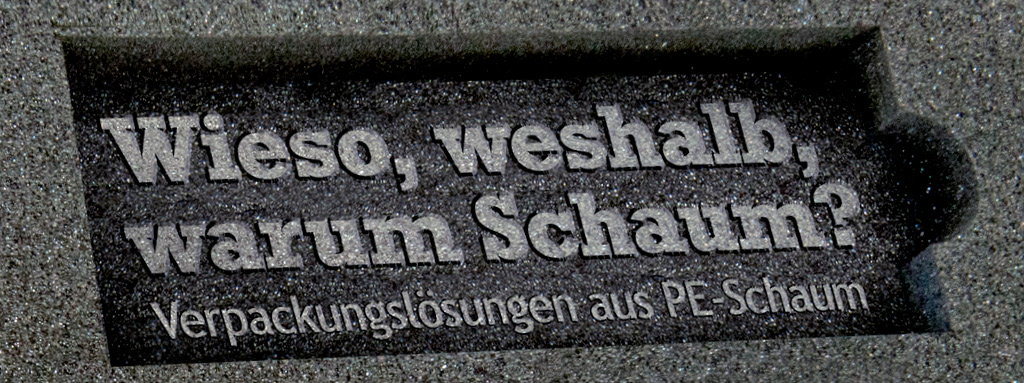 Wieso, weshalb,
warum Schaum?
Verpackungslösungen aus PE-Schaum